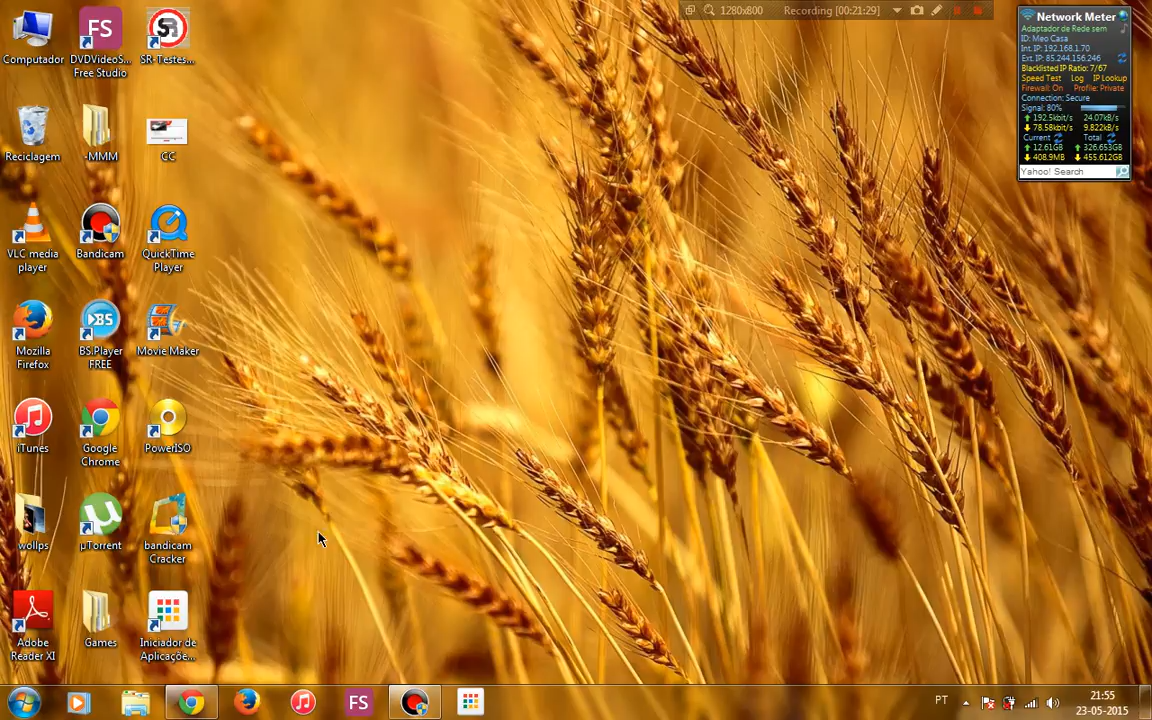 1280x800 Recording [00:21:29]
Network Meter
Adaptador de Rede sem
ID: Meo Casa
Int. IP: 192.168.1.70
Ext. IP: 85.244.156.246
Blacklisted IP Ratio: 7/67
Speed Test Log IP Lookup
Firewall: On Profile: Private
Connection: Secure
Signal: 80%
192.5kbit/s 24.07kB/s
78.58kbit/s 9.822kB/s
Current Total
12.61GB 326.653GB
408.9MB 455.612GB
Yahoo! Search
Computador
DVDVideoS...
Free Studio
SR-Testes...
Reciclagem
-MMM
CC
VLC media
player
Bandicam
QuickTime
Player
Mozilla
Firefox
BS.Player
FREE
Movie Maker
iTunes
Google
Chrome
PowerISO
wollps
µTorrent
bandicam
Cracker
Adobe
Reader XI
Games
Iniciador de
Aplicaçõe...
FS
SR
BS
FS
PT
21:55
23-05-2015